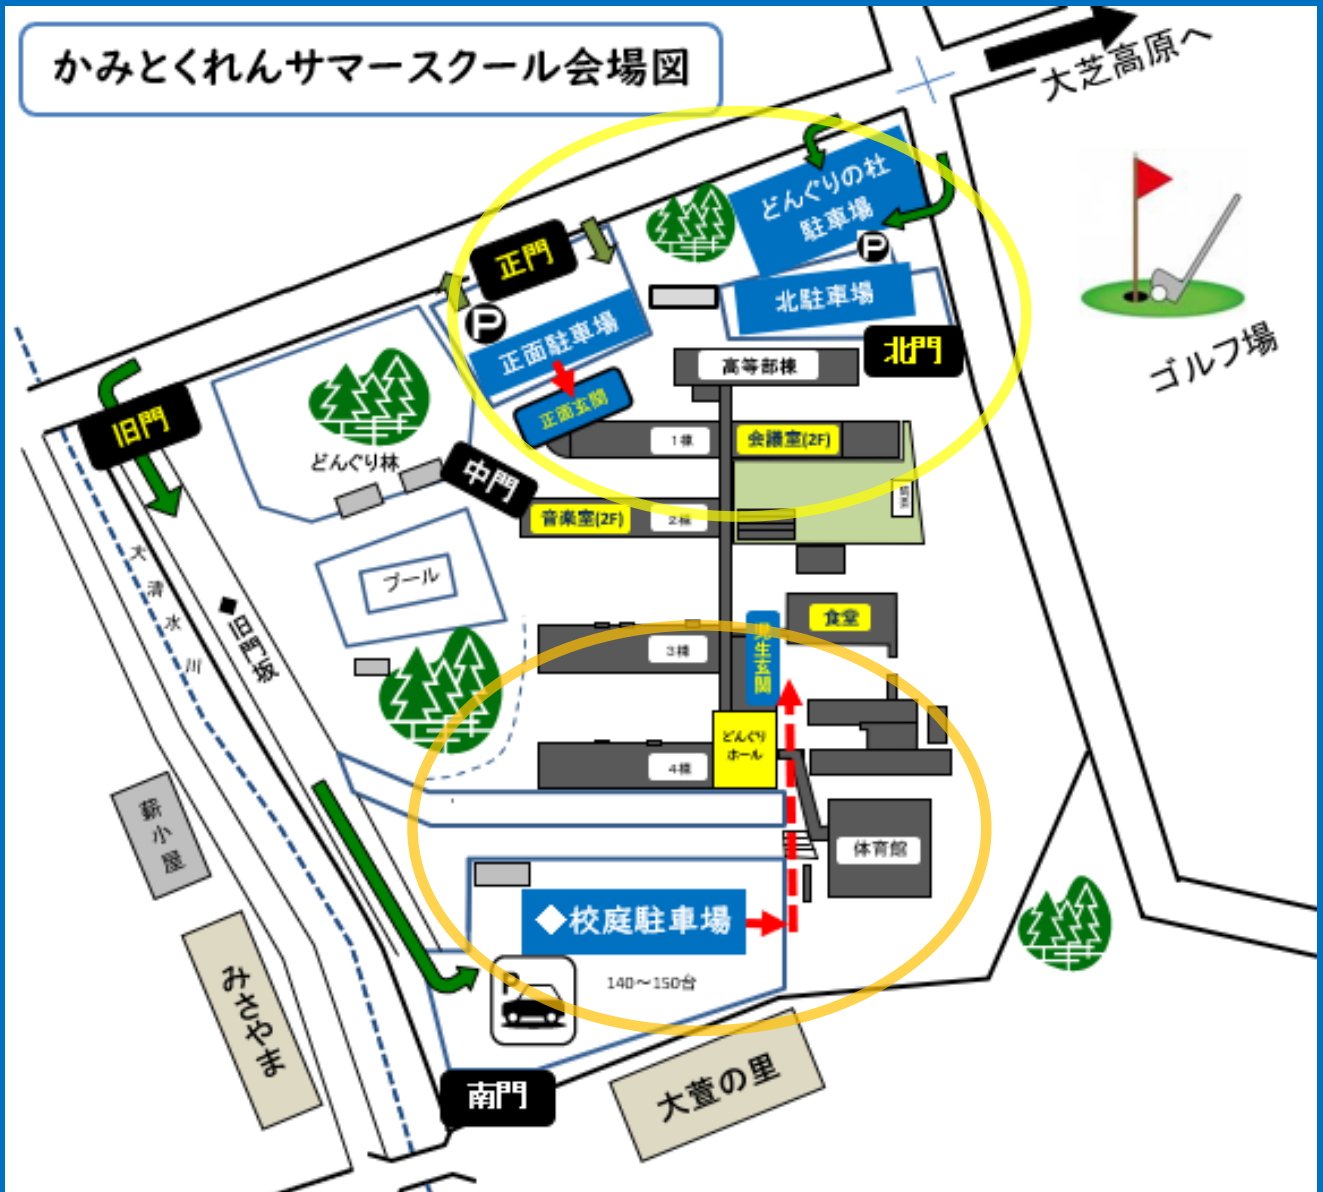 かみとくれんサマースクール会場図
大芝高原へ
どんぐりの杜
駐車場
P
正門
北駐車場
P
正面駐車場
北門
ゴルフ場
高等部棟
正面玄関
旧門
1棟
会議室(2F)
どんぐり林
中門
音楽室(2F)
2棟
プール
大
清
水
川
◆旧門坂
食堂
児生玄関
3棟
どんぐり
ホール
4棟
薪小屋
体育館
◆校庭駐車場
みさやま
P
140～150台
南門
大萱の里